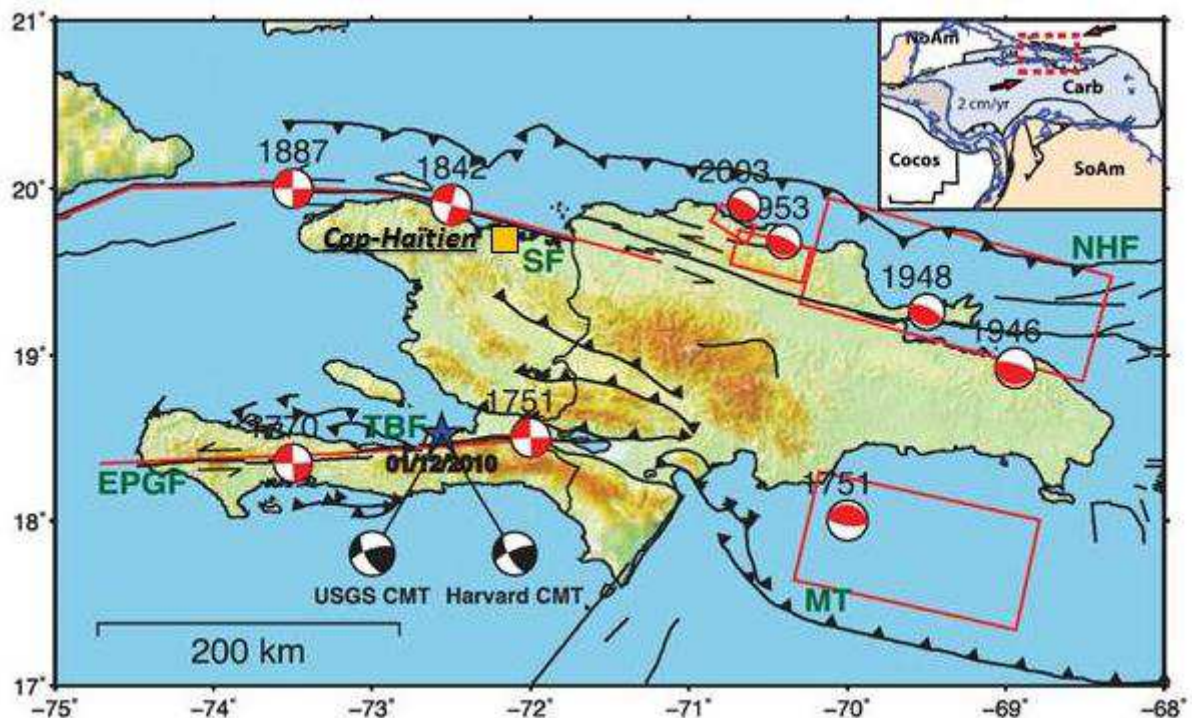 21°
20°
19°
18°
17°
−75°
−74°
−73°
−72°
−71°
−70°
−69°
−68°
NoAm
Carb
2 cm/yr
Cocos
SoAm
1887
1842
2003
953
Cap-Haïtien
SF
NHF
1948
1946
1751
770
TBF
01/12/2010
EPGF
1751
USGS CMT
Harvard CMT
MT
200 km